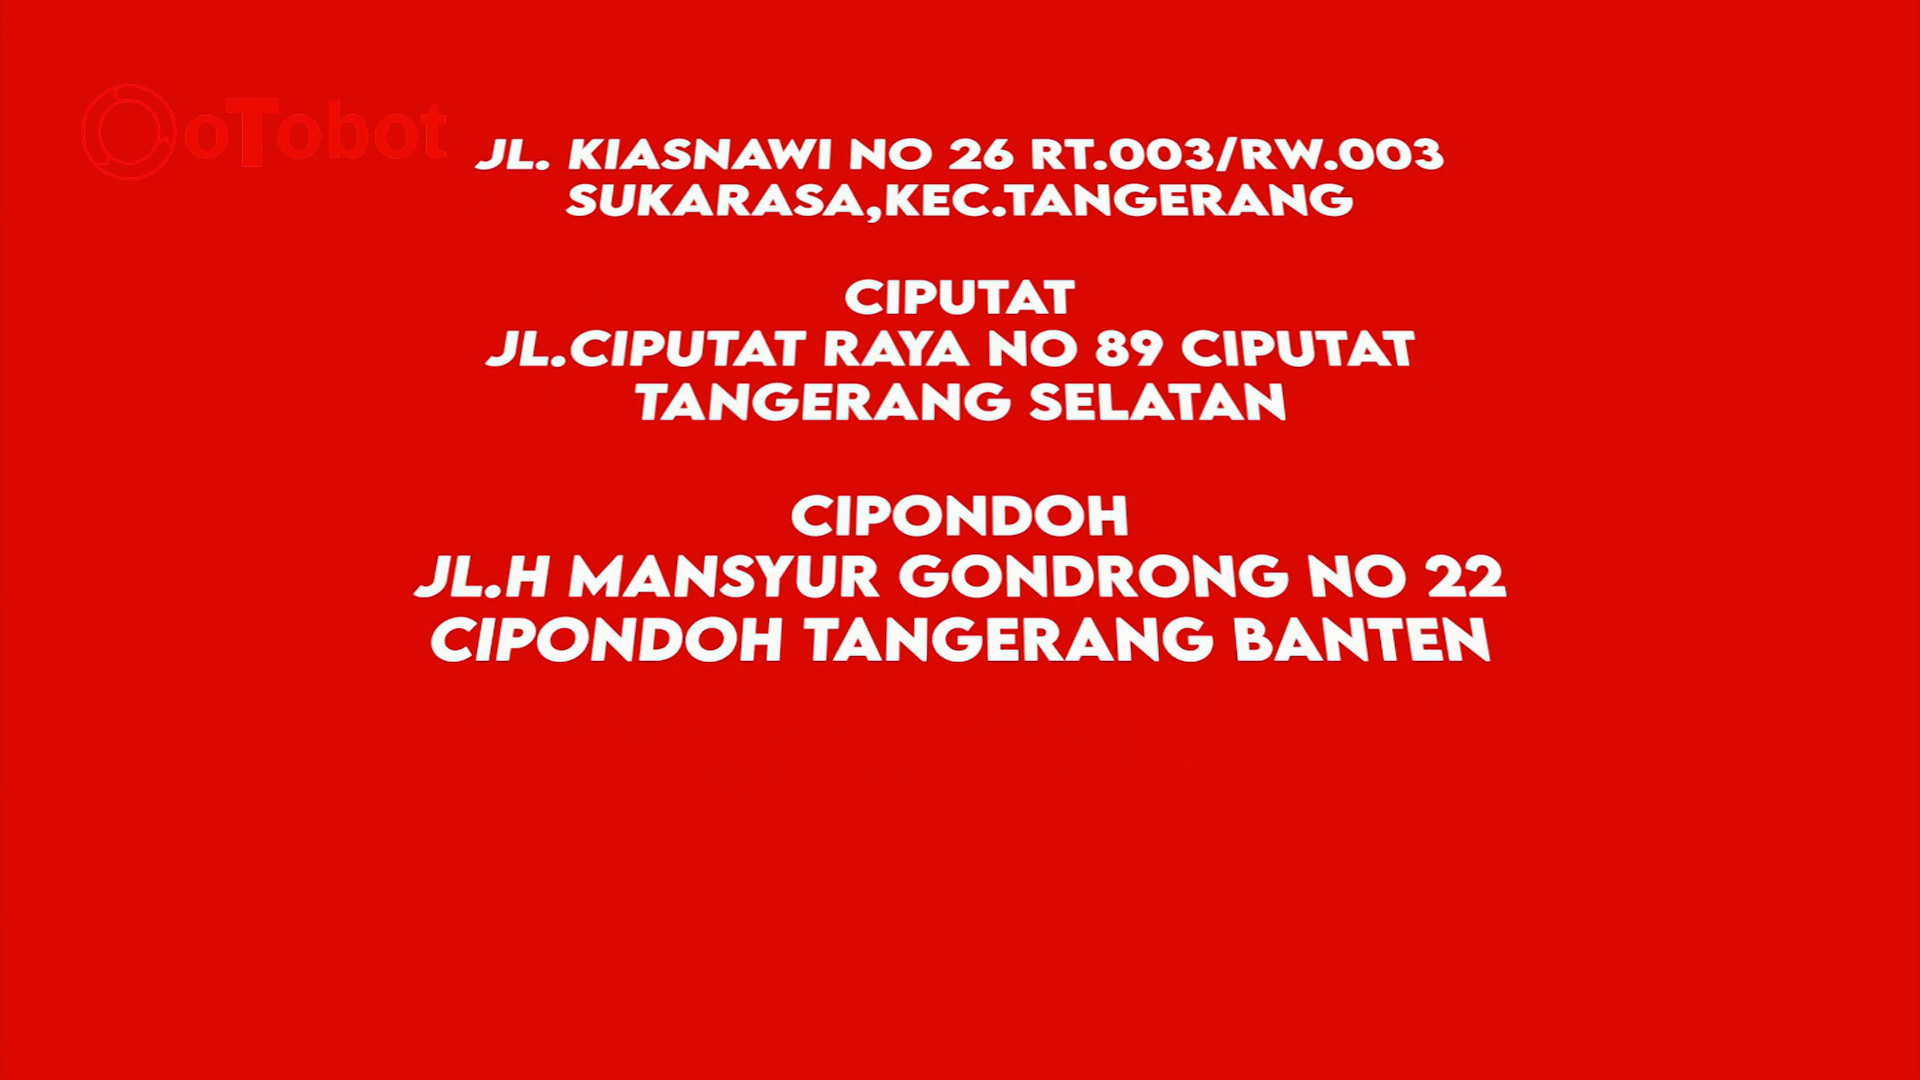 oTobot
JL. KIASNAWI NO 26 RT.003/RW.003
SUKARASA,KEC.TANGERANG
CIPUTAT
JL.CIPUTAT RAYA NO 89 CIPUTAT
TANGERANG SELATAN
CIPONDOH
JL.H MANSYUR GONDRONG NO 22
CIPONDOH TANGERANG BANTEN